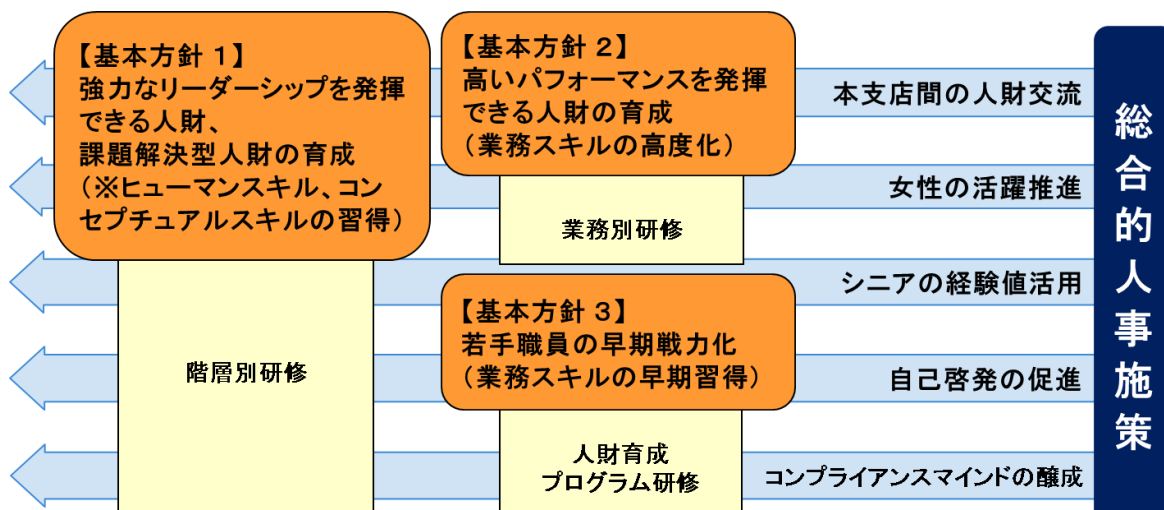 【基本方針１】
強力なリーダーシップを発揮
できる人財、
課題解決型人財の育成
（※ヒューマンスキル、コン
セプチュアルスキルの習得）
階層別研修
【基本方針２】
高いパフォーマンスを発揮
できる人財の育成
（業務スキルの高度化）
業務別研修
【基本方針３】
若手職員の早期戦力化
（業務スキルの早期習得）
人財育成
プログラム研修
本支店間の人財交流
女性の活躍推進
シニアの経験値活用
自己啓発の促進
コンプライアンスマインドの醸成
総合的人事施策